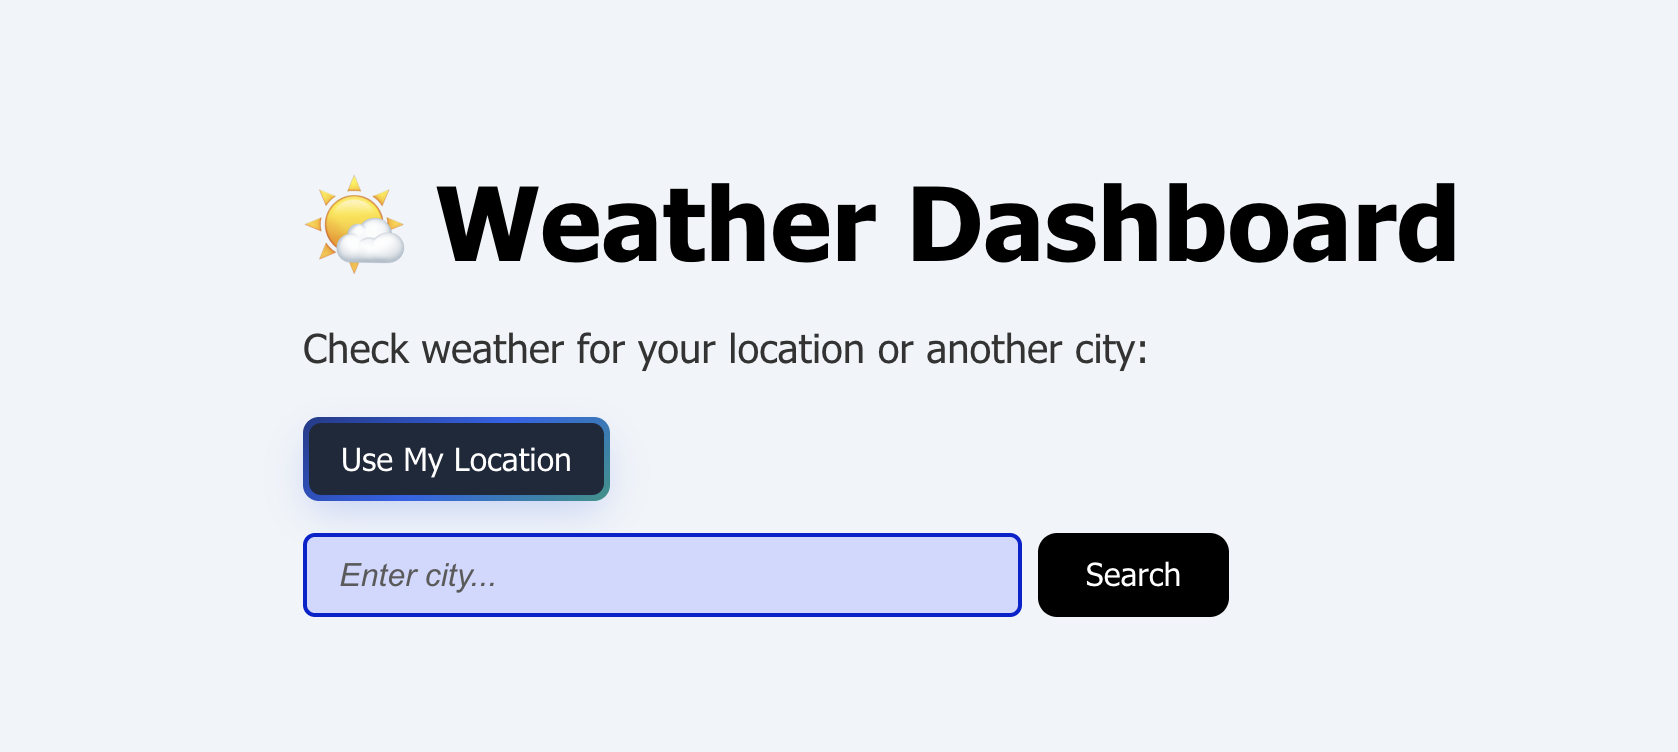 Weather Dashboard
Check weather for your location or another city:
Use My Location
Enter city...
Search